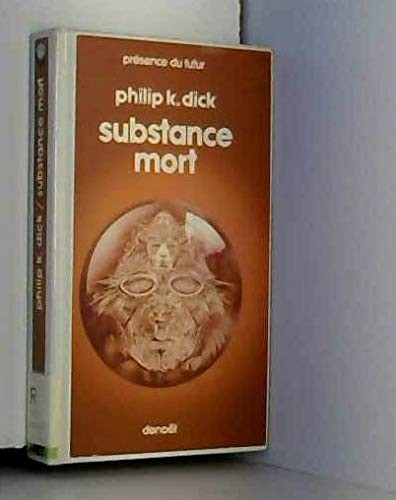 présence du futur
philip k. dick
substance
mort
denoël
philip k. dick / substance mort